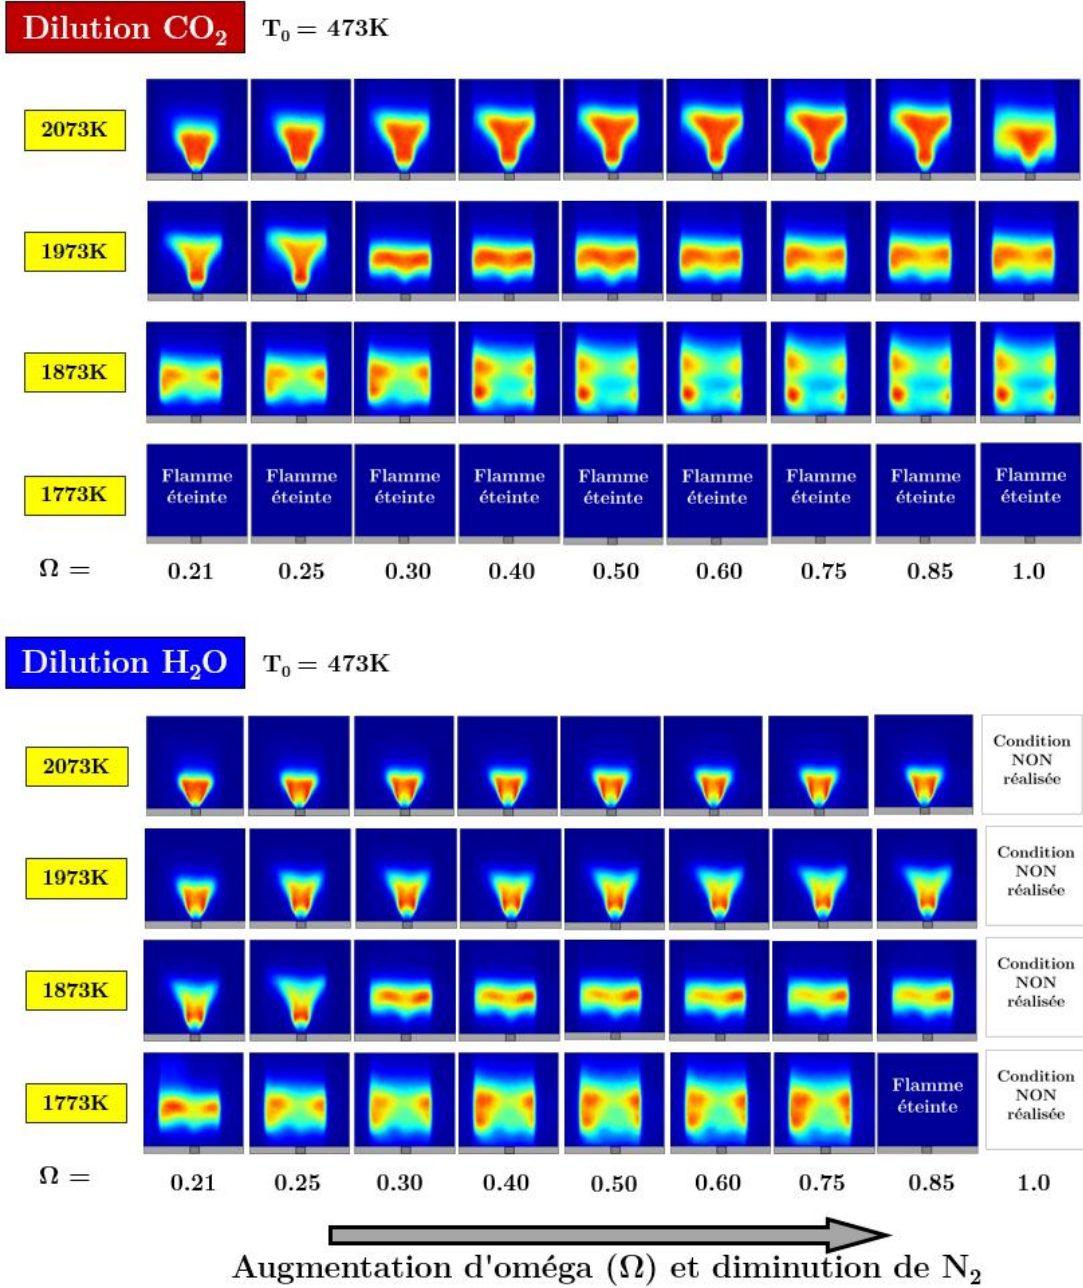 Dilution CO₂ T₀ = 473K
2073K
1973K
1873K
1773K Flamme éteinte Flamme éteinte Flamme éteinte Flamme éteinte Flamme éteinte Flamme éteinte Flamme éteinte Flamme éteinte Flamme éteinte
Ω = 0.21 0.25 0.30 0.40 0.50 0.60 0.75 0.85 1.0
Dilution H₂O T₀ = 473K
2073K Condition NON réalisée
1973K Condition NON réalisée
1873K Condition NON réalisée
1773K Flamme éteinte Condition NON réalisée
Ω = 0.21 0.25 0.30 0.40 0.50 0.60 0.75 0.85 1.0
Augmentation d'oméga (Ω) et diminution de N₂